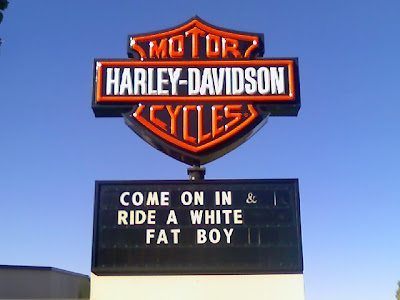 MOTOR
HARLEY-DAVIDSON
CYCLES
COME ON IN &
RIDE A WHITE
FAT BOY